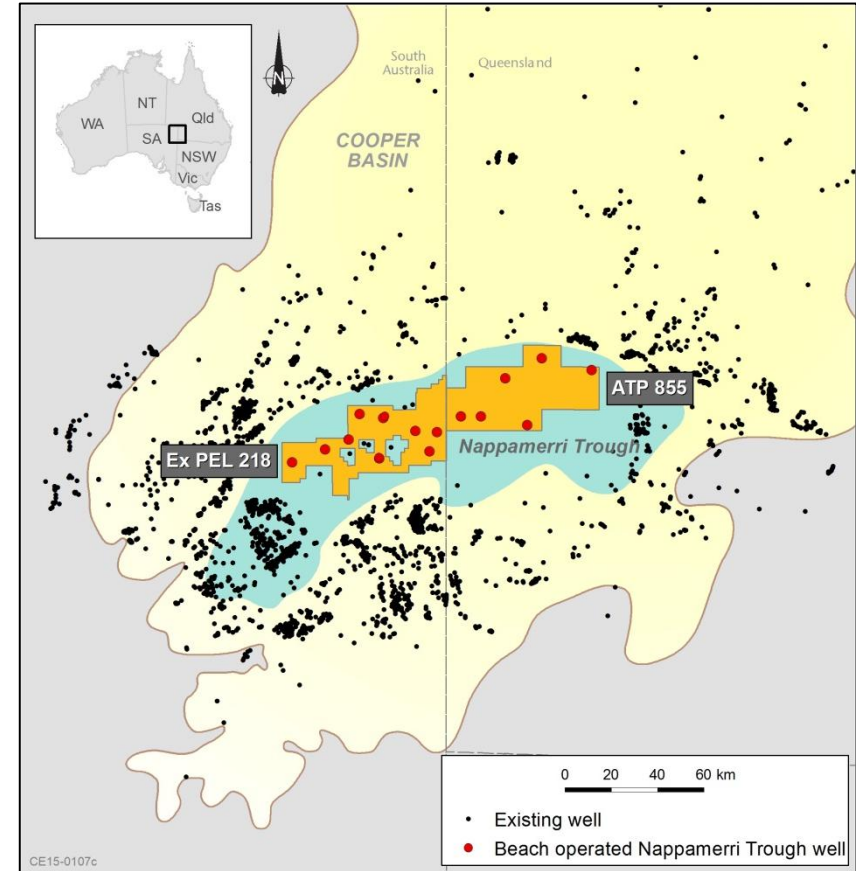 WA
NT
SA
Qld
NSW
Vic
Tas
N
South
Australia
Queensland
COOPER
BASIN
ATP 855
Nappamerri Trough
Ex PEL 218
0 20 40 60 km
Existing well
Beach operated Nappamerri Trough well
CE15-0107c